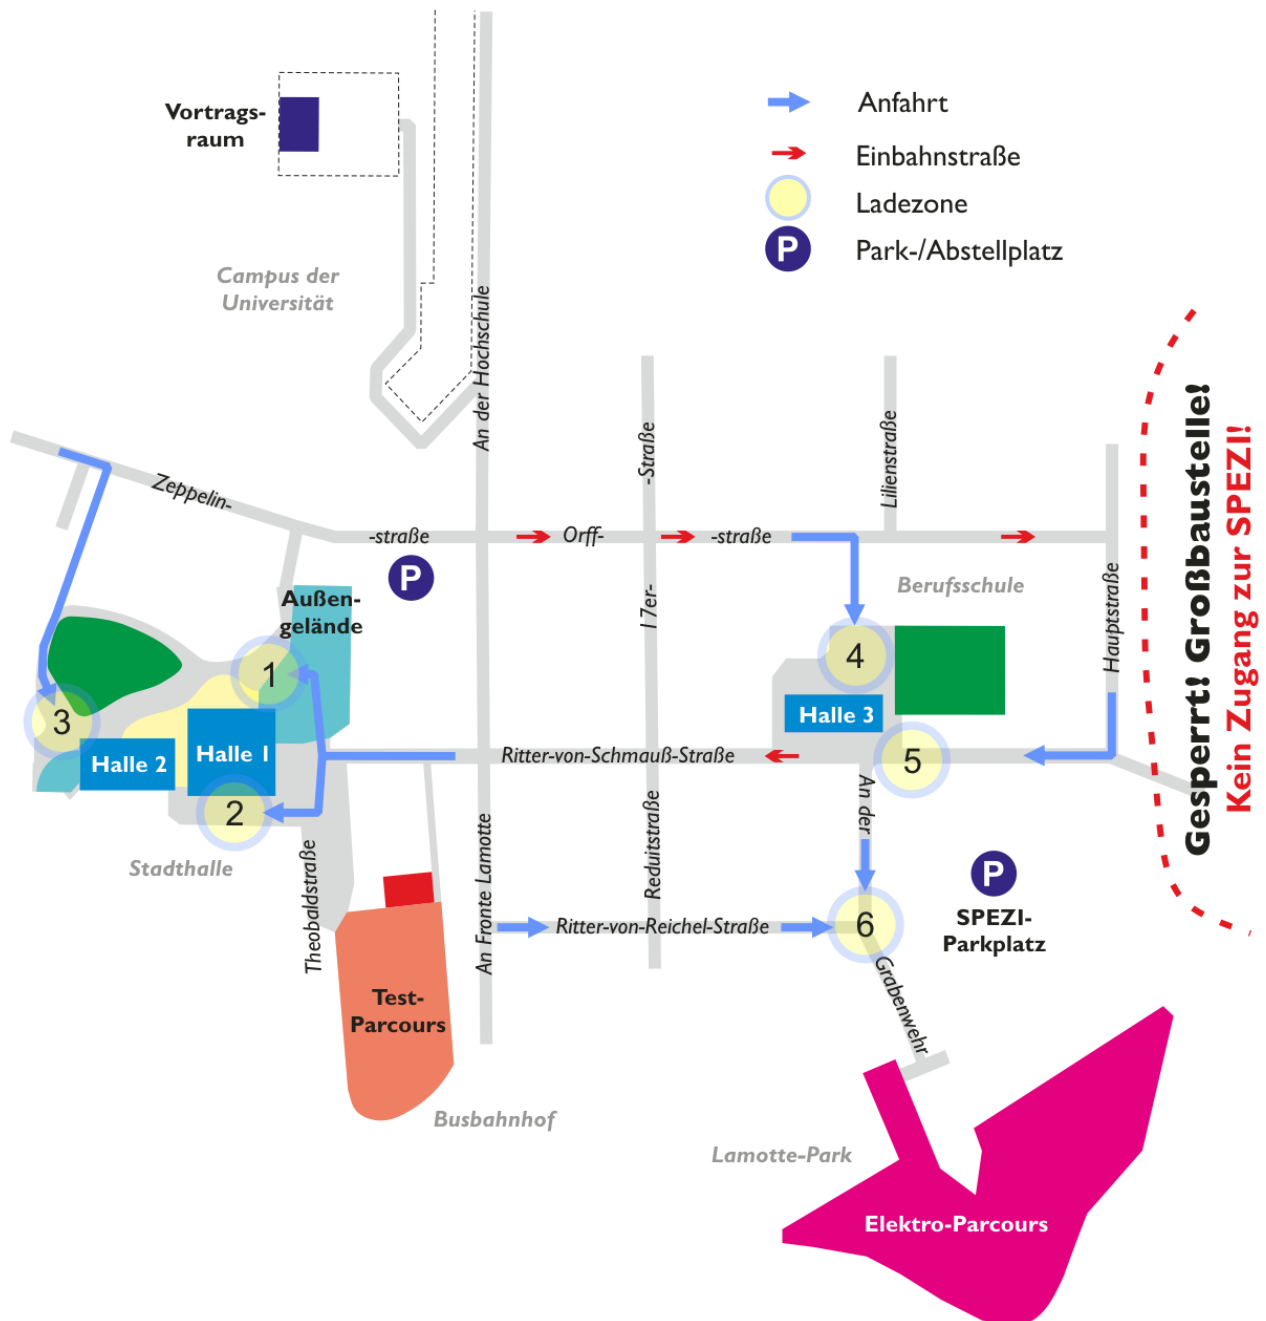 Vortrags-
raum
Anfahrt
Einbahnstraße
Ladezone
P
Park-/Abstellplatz
Campus der
Universität
An der Hochschule
-Straße
Lilienstraße
Gesperrt! Großbaustelle!
Kein Zugang zur SPEZI!
Zeppelin-
-straße
Orff-
-straße
P
Berufsschule
Hauptstraße
17er-
Außen-
gelände
1
4
3
Halle 3
Halle 1
Halle 2
Ritter-von-Schmauß-Straße
5
2
An der
Stadthalle
Theobaldstraße
An Fronte Lamotte
Reduitstraße
P
SPEZI-
Parkplatz
Ritter-von-Reichel-Straße
6
Grabenwehr
Test-
Parcours
Busbahnhof
Lamotte-Park
Elektro-Parcours